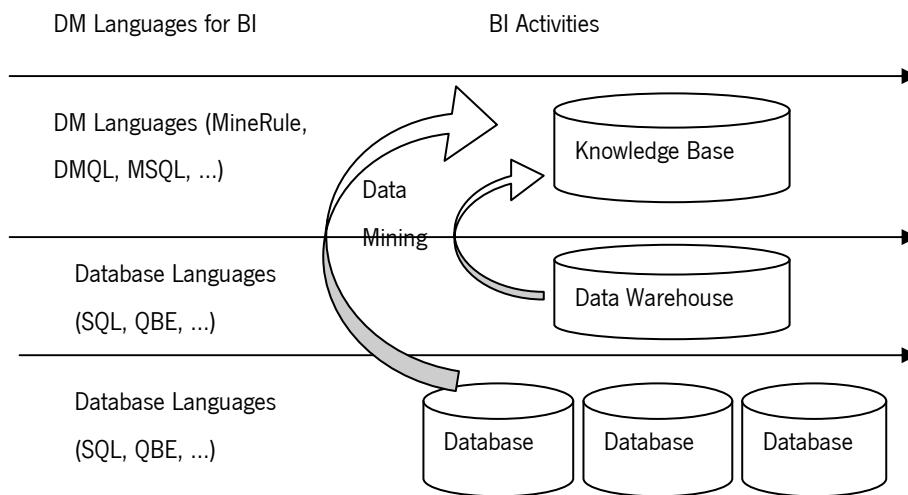 DM Languages for BI
BI Activities
DM Languages (MineRule,
DMQL, MSQL, ...)
Knowledge Base
Data
Mining
Database Languages
(SQL, QBE, ...)
Data Warehouse
Database Languages
(SQL, QBE, ...)
Database
Database
Database